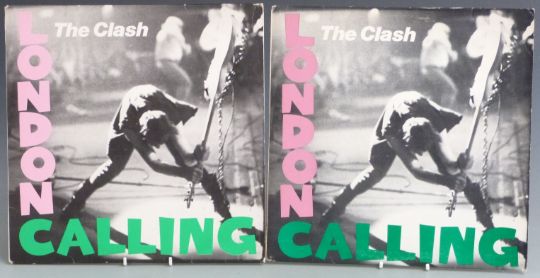 The Clash
LONDON
CALLING
The Clash
LONDON
CALLING